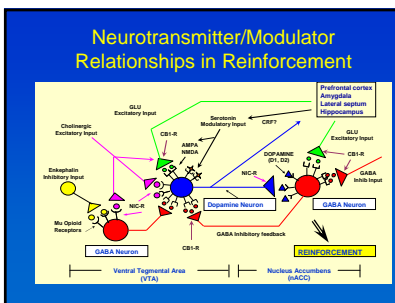 Neurotransmitter/Modulator
Relationships in Reinforcement
Prefrontal cortex
Amygdala
Lateral septum
Hippocampus
GLU
Excitatory Input
Serotonin
Modulatory Input
CRF?
Cholinergic
Excitatory Input
CB1-R
AMPA
NMDA
GLU
Excitatory Input
DOPAMINE
(D1, D2)
CB1-R
Enkephalin
Inhibitory Input
NIC-R
GABA
Inhib Input
NIC-R
Dopamine Neuron
GABA Neuron
Mu Opioid
Receptors
GABA Neuron
CB1-R
GABA Inhibitory feedback
REINFORCEMENT
Ventral Tegmental Area
(VTA)
Nucleus Accumbens
(nACC)